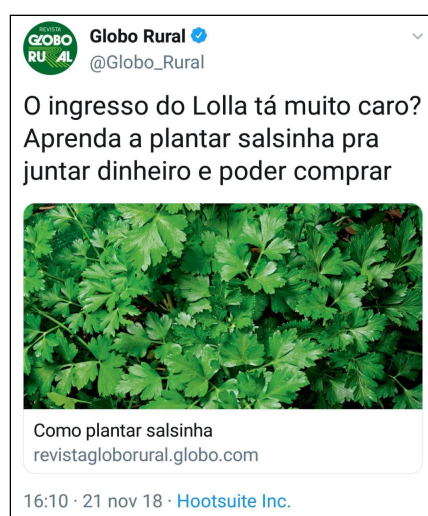 REVISTA
GLOBO
RURAL
Globo Rural
@Globo_Rural
O ingresso do Lolla tá muito caro?
Aprenda a plantar salsinha pra
juntar dinheiro e poder comprar
Como plantar salsinha
revistagloborural.globo.com
16:10 · 21 nov 18 · Hootsuite Inc.